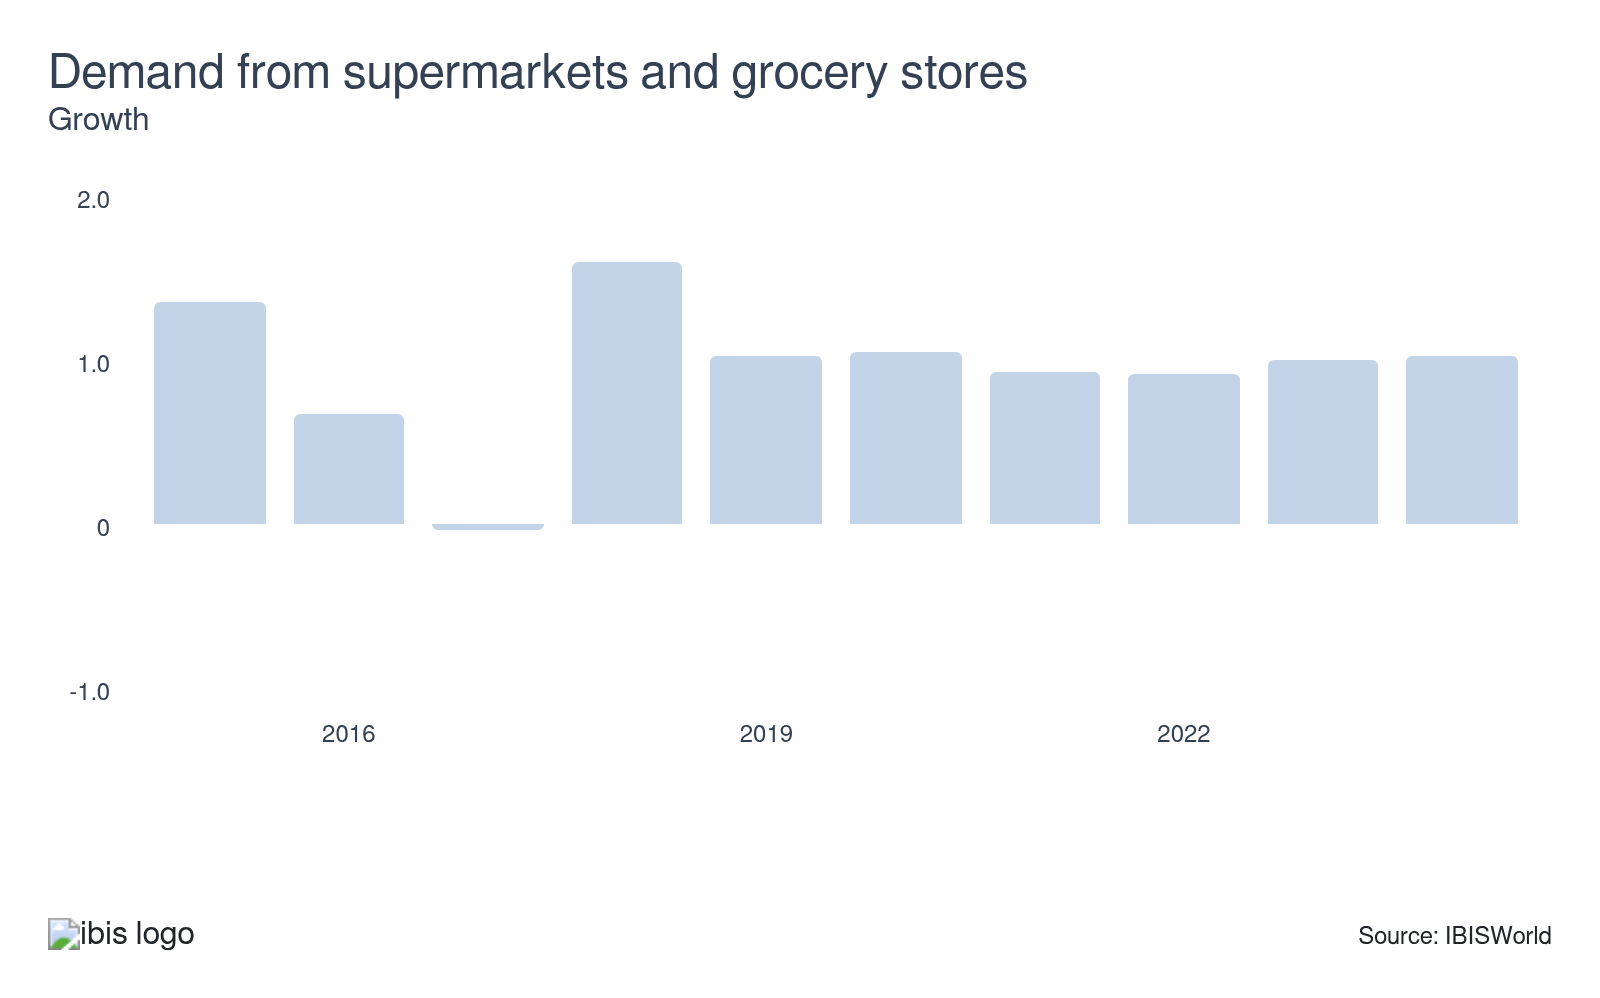 Demand from supermarkets and grocery stores
Growth
2.0
1.0
0
-1.0
2016
2019
2022
ibis logo
Source: IBISWorld